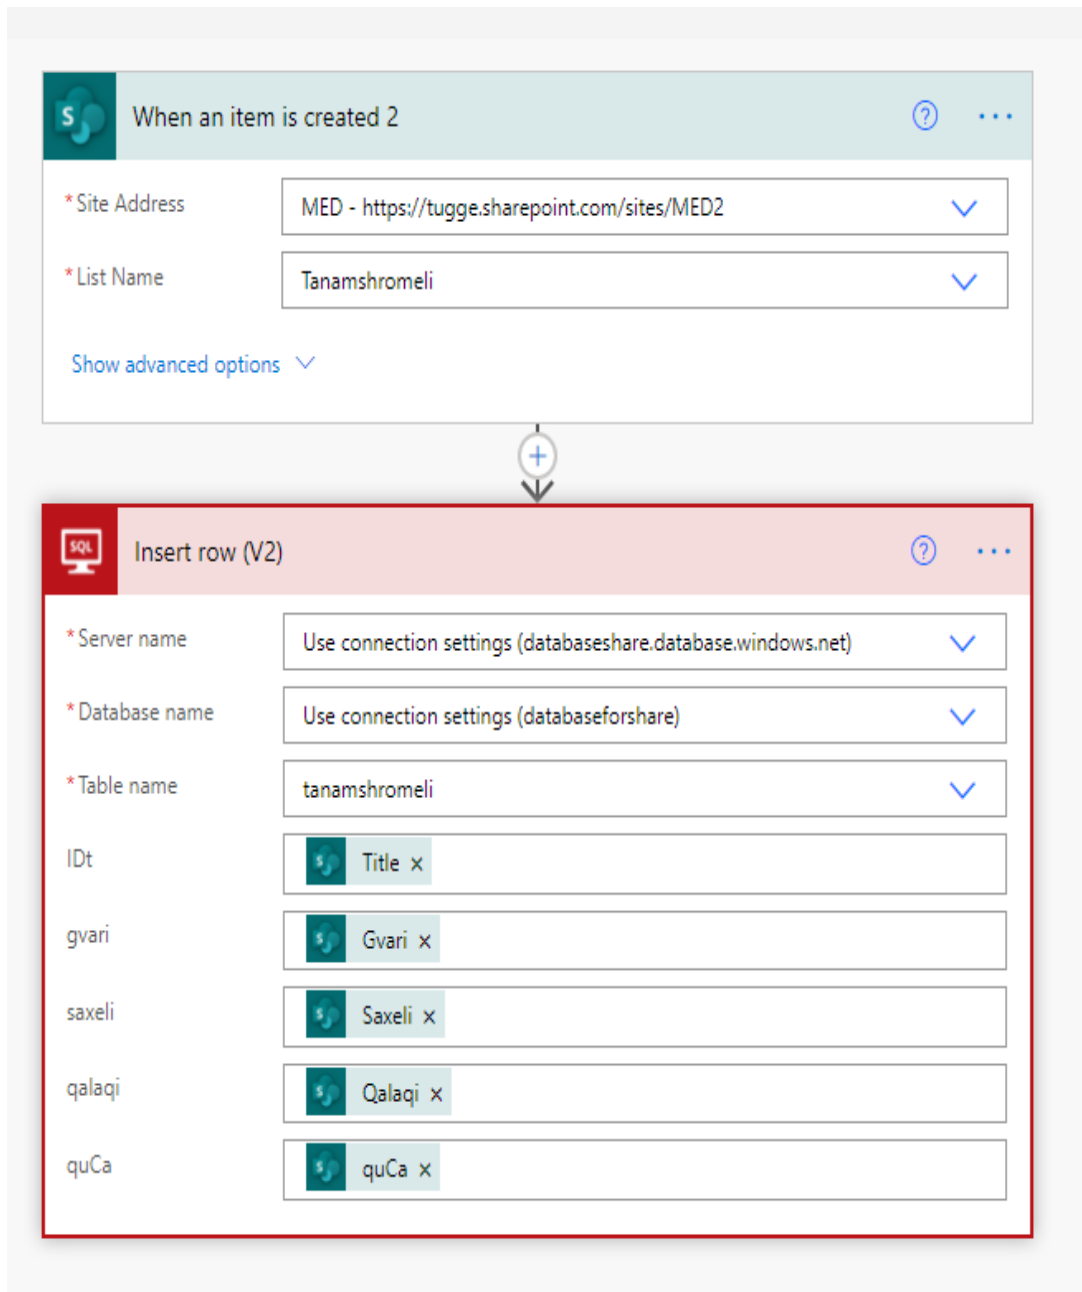 When an item is created 2
* Site Address
MED - https://tugge.sharepoint.com/sites/MED2
* List Name
Tanamshromeli
Show advanced options
SQL
Insert row (V2)
* Server name
Use connection settings (databaseshare.database.windows.net)
* Database name
Use connection settings (databaseforshare)
* Table name
tanamshromeli
IDt
Title
gvari
Gvari
saxeli
Saxeli
qalaqi
Qalaqi
quCa
quCa